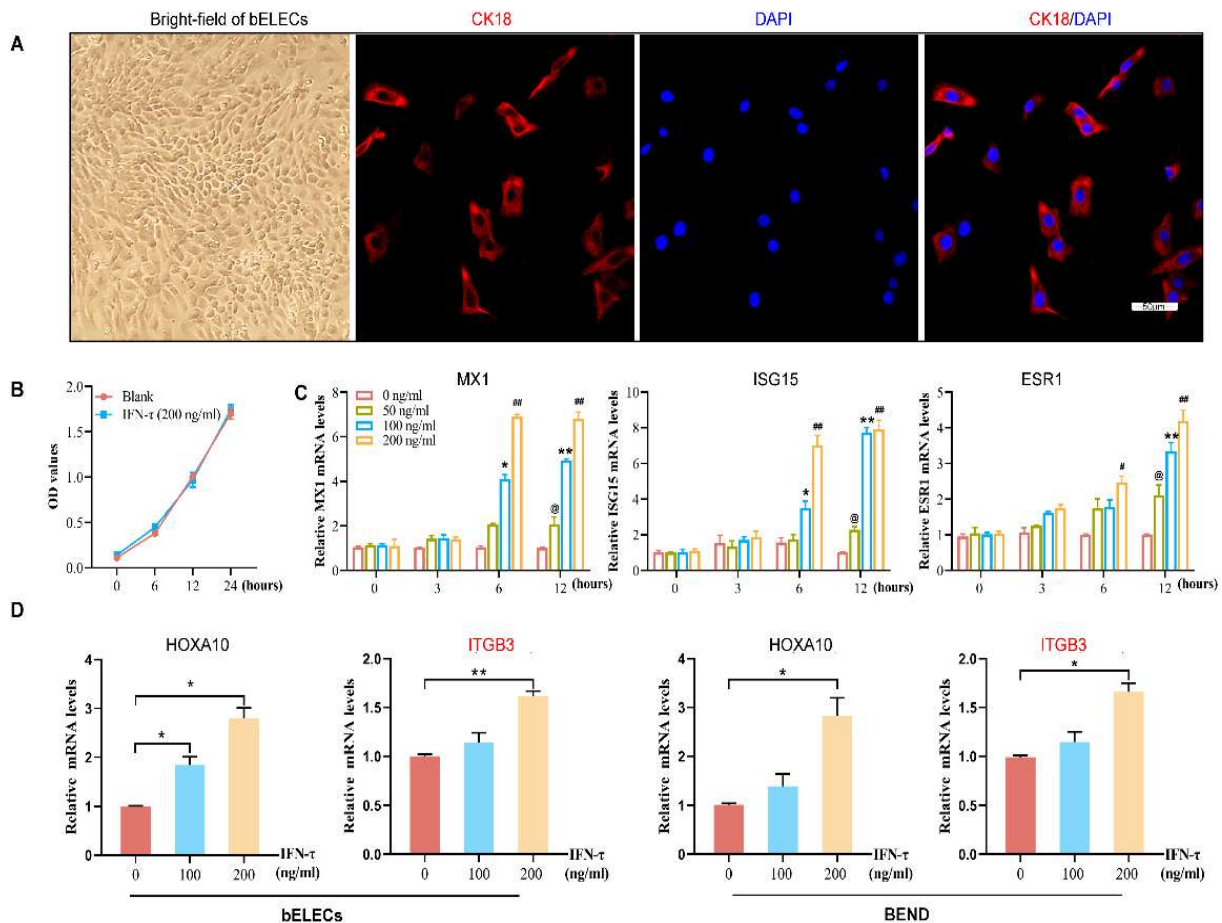 Bright-field of bELECs
CK18
DAPI
CK18/DAPI
A
50μm
B
C
MX1
ISG15
ESR1
2.0
1.5
1.0
0.5
0.0
OD values
Blank
IFN-τ (200 ng/ml)
0
6
12
24
(hours)
8
6
4
2
0
Relative MX1 mRNA levels
0 ng/ml
50 ng/ml
100 ng/ml
200 ng/ml
*
##
@
**
##
0
3
6
12
(hours)
10
8
6
4
2
0
Relative ISG15 mRNA levels
*
##
@
**
##
0
3
6
12
(hours)
5
4
3
2
1
0
Relative ESR1 mRNA levels
#
@
**
##
0
3
6
12
(hours)
D
HOXA10
ITGB3
HOXA10
ITGB3
4
3
2
1
0
Relative mRNA levels
*
*
0
100
200
IFN-τ
(ng/ml)
2.0
1.5
1.0
0.5
0.0
Relative mRNA levels
**
0
100
200
IFN-τ
(ng/ml)
bELECs
4
3
2
1
0
Relative mRNA levels
*
0
100
200
IFN-τ
(ng/ml)
2.0
1.5
1.0
0.5
0.0
Relative mRNA levels
*
0
100
200
IFN-τ
(ng/ml)
BEND